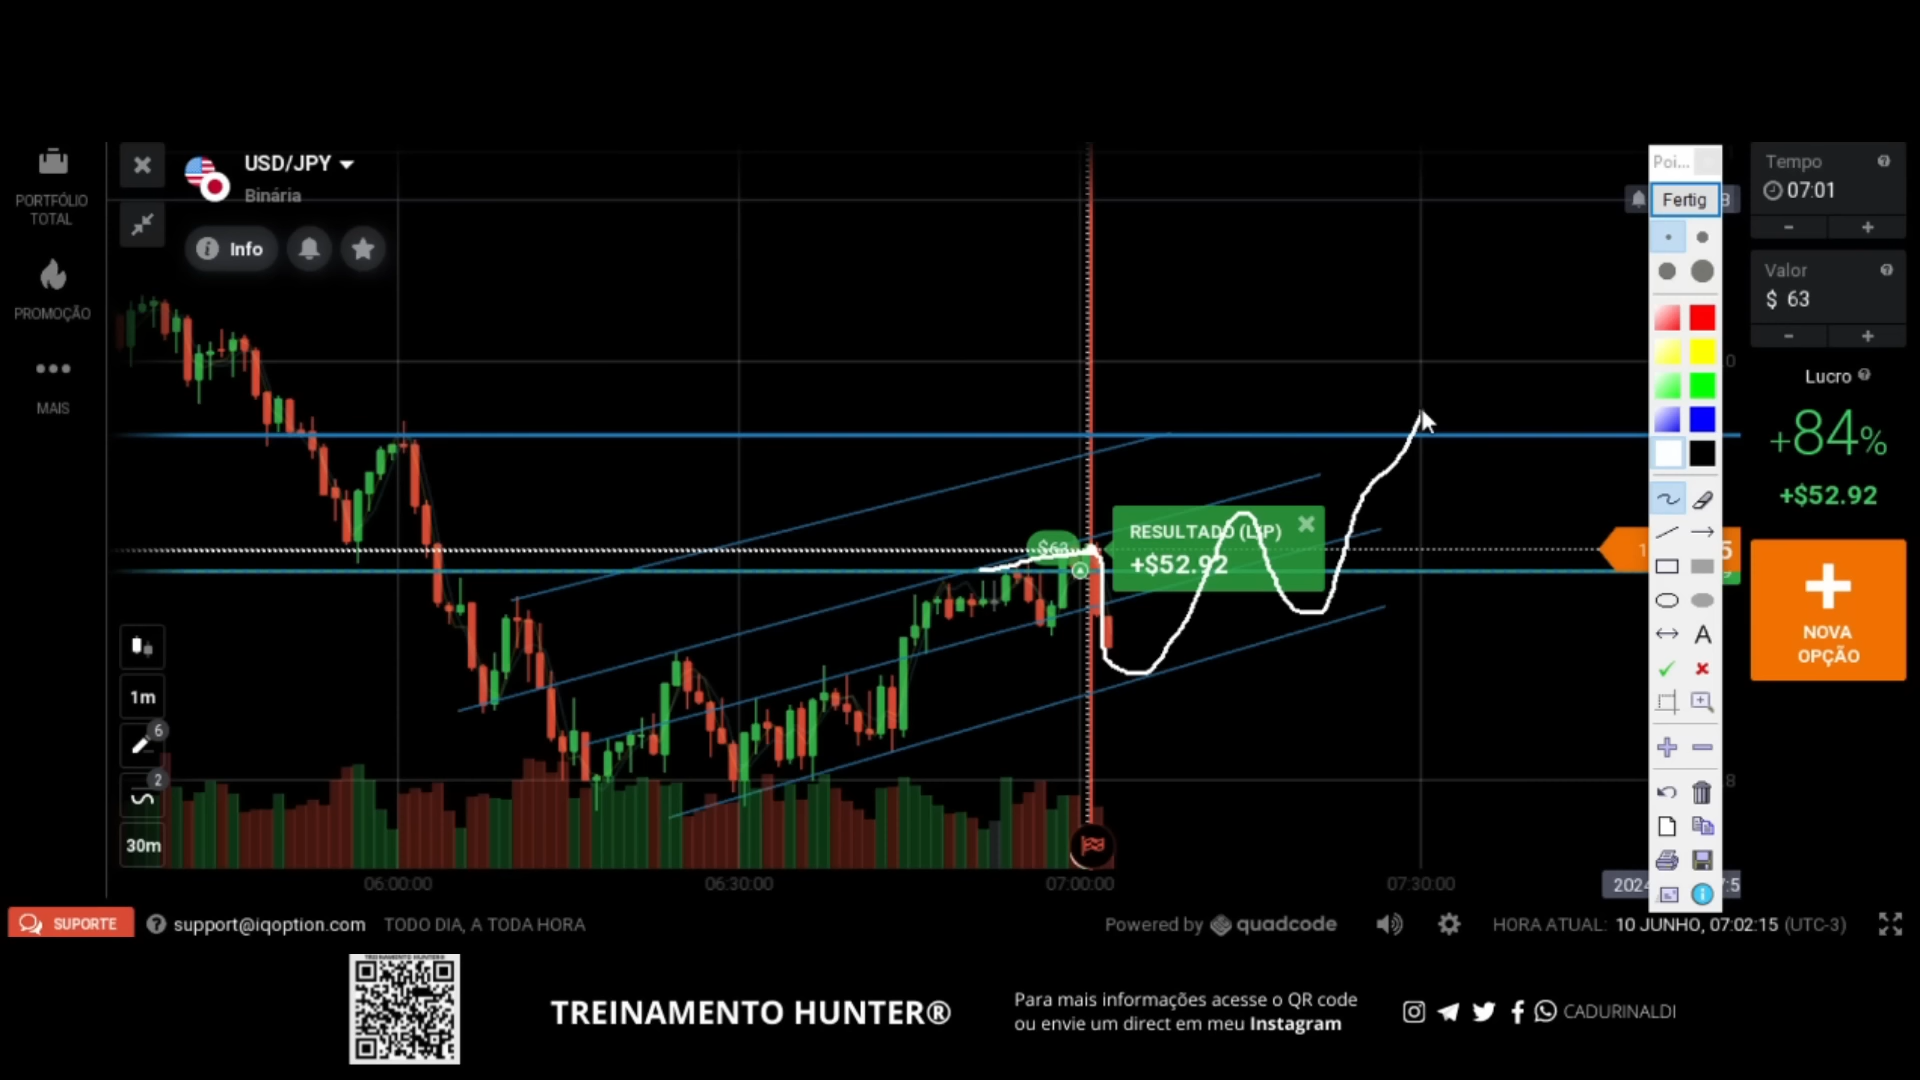 PORTFÓLIO
TOTAL
PROMOÇÃO
MAIS
USD/JPY
Binária
Info
1m
6
2
30m
$63
RESULTADO (L/P)
+$52.92
06:00:00
06:30:00
07:00:00
07:30:00
Poi...
Fertig
A
Tempo
07:01
- +
Valor
$ 63
- +
Lucro
+84%
+$52.92
+
NOVA
OPÇÃO
SUPORTE
support@iqoption.com
TODO DIA, A TODA HORA
Powered by quadcode
HORA ATUAL: 10 JUNHO, 07:02:15 (UTC-3)
TREINAMENTO HUNTER®
Para mais informações acesse o QR code
ou envie um direct em meu Instagram
CADURINALDI